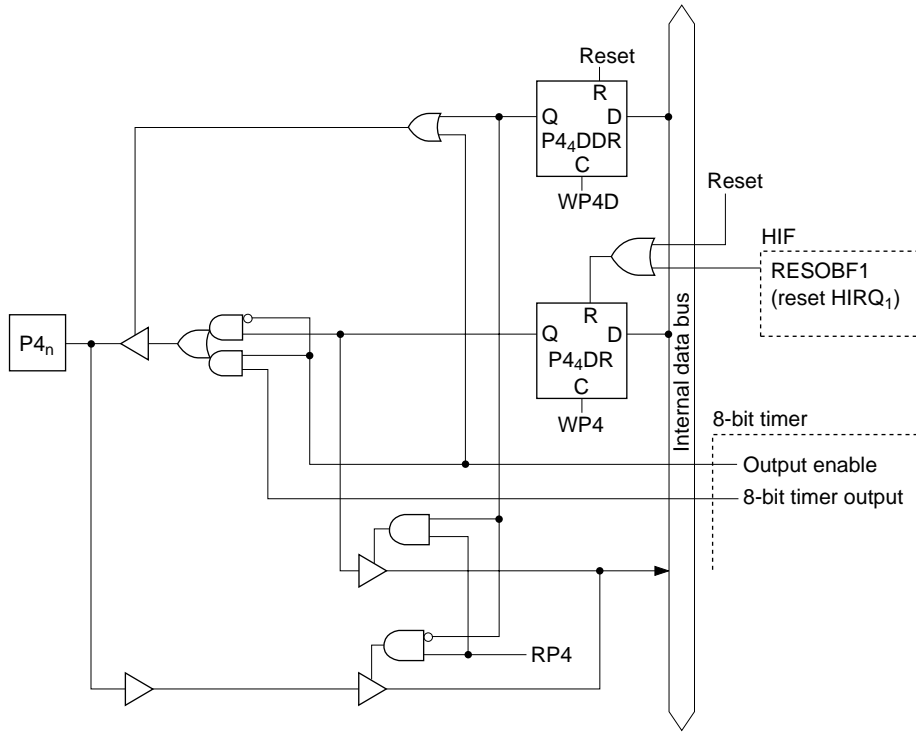 Reset
R
Q D
P4₄DDR
C
WP4D
Reset
HIF
RESOBF1
(reset HIRQ₁)
R
Q D
P4₄DR
C
WP4
P4ₙ
Internal data bus
8-bit timer
Output enable
8-bit timer output
RP4